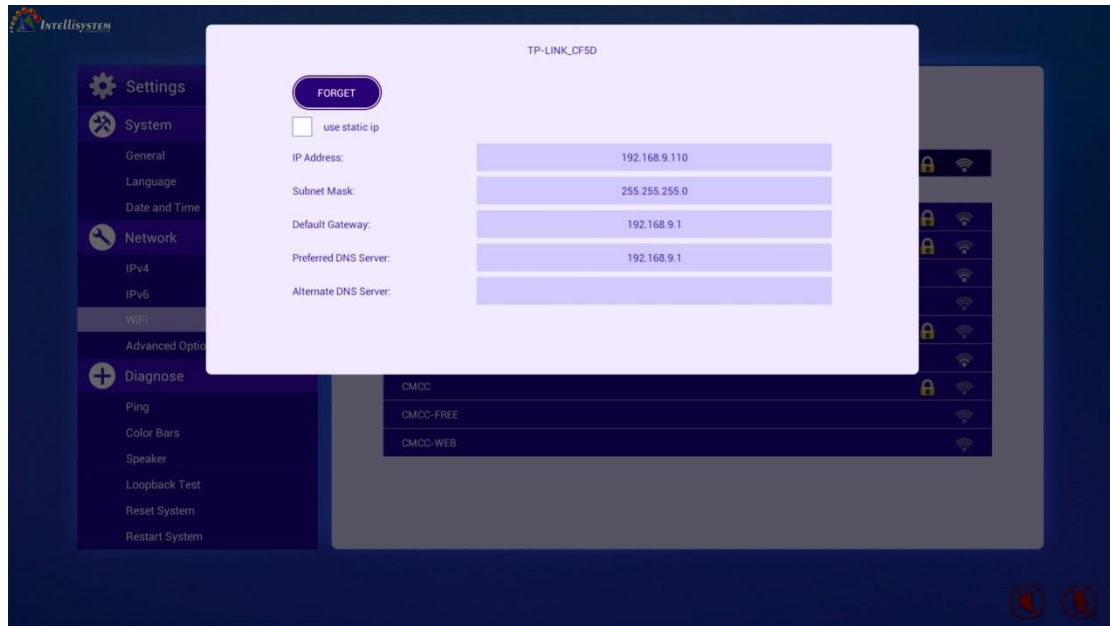 INTELLISYSTEM
TP-LINK_CF5D
Settings
FORGET
System
use static ip
General
IP Address:
192.168.9.110
Language
Subnet Mask:
255.255.255.0
Date and Time
Default Gateway:
192.168.9.1
Network
Preferred DNS Server:
192.168.9.1
IPv4
IPv6
Alternate DNS Server:
WiFi
Advanced Optio
Diagnose
CMCC
Ping
CMCC-FREE
Color Bars
CMCC-WEB
Speaker
Loopback Test
Reset System
Restart System